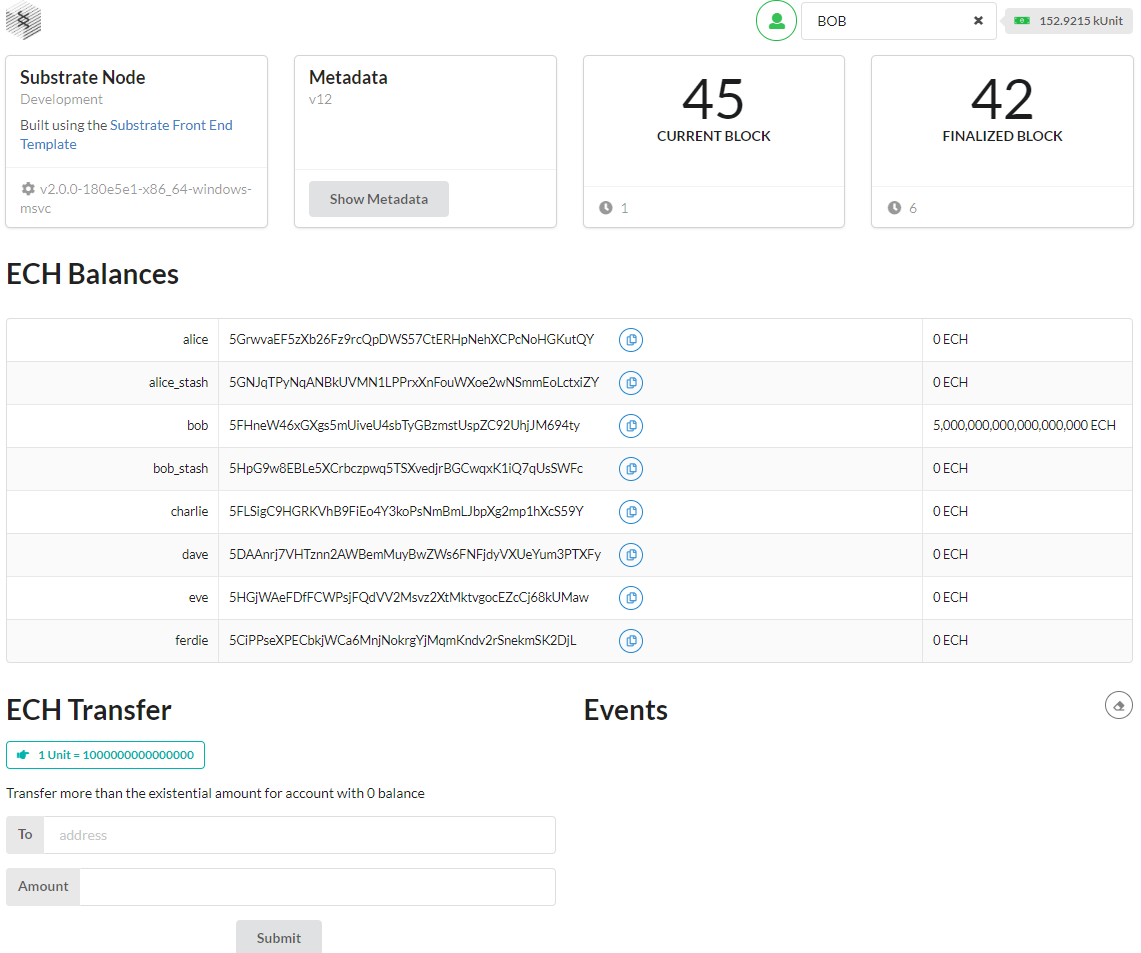 BOB
152.9215 kUnit
Substrate Node
Development
Built using the Substrate Front End
Template
v2.0.0-180e5e1-x86_64-windows-
msvc
Metadata
v12
Show Metadata
45
CURRENT BLOCK
1
42
FINALIZED BLOCK
6
ECH Balances
alice 5GrwvaEF5zXb26Fz9rcQpDWS57CtERHpNehXCPcNoHGKutQY 0 ECH
alice_stash 5GNJqTPyNqANBkUVMN1LPPrxXnFouWXoe2wNSmmEoLctxiZY 0 ECH
bob 5FHneW46xGXgs5mUiveU4sbTyGBzmstUspZC92UhjJM694ty 5,000,000,000,000,000,000 ECH
bob_stash 5HpG9w8EBLe5XCrbczpwq5TSXvedjrBGCwqxK1iQ7qUsSWFc 0 ECH
charlie 5FLSigC9HGRKVhB9FiEo4Y3koPsNmBmLJbpXg2mp1hXcS59Y 0 ECH
dave 5DAAnrj7VHTznn2AWBemMuyBwZWs6FNFjdyVXUeYum3PTXFy 0 ECH
eve 5HGjWAeFDfFCWPsjFQdVV2Msvz2XtMktvgocEZcCj68kUMaw 0 ECH
ferdie 5CiPPseXPECbkjWCa6MnjNokrgYjMqmKndv2rSnekmSK2DjL 0 ECH
ECH Transfer
1 Unit = 1000000000000000
Transfer more than the existential amount for account with 0 balance
To address
Amount
Submit
Events